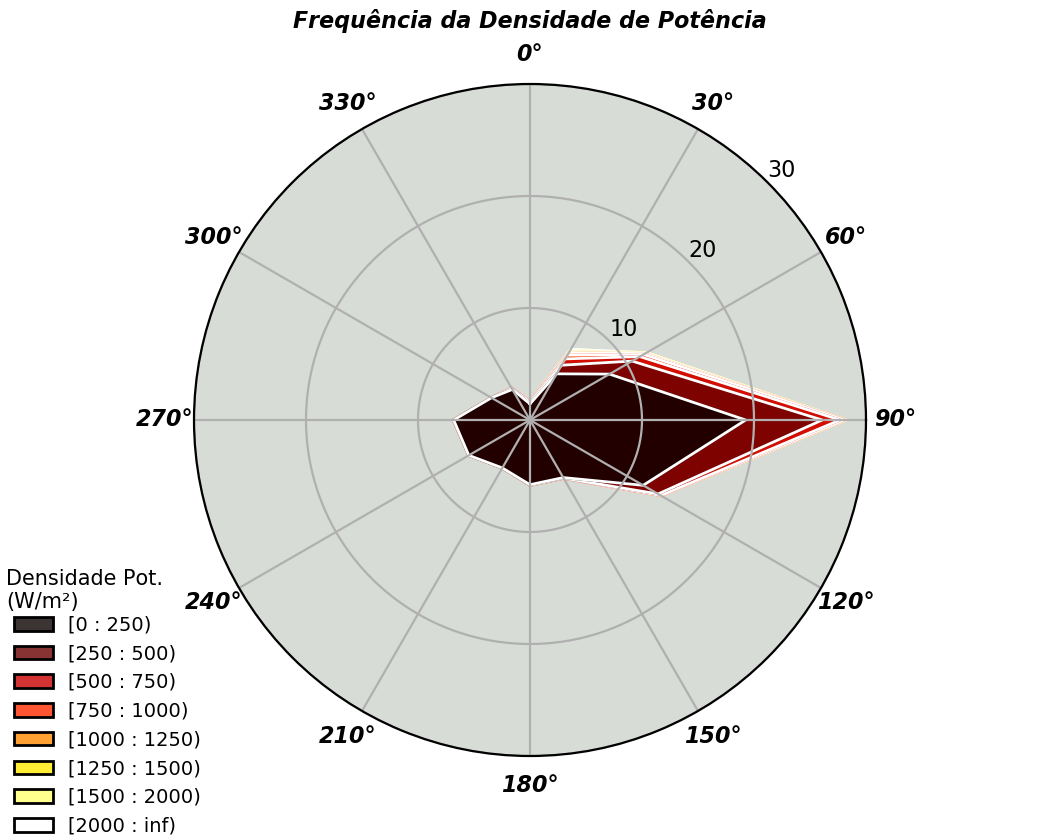 Frequência da Densidade de Potência
0°
330°
30°
30
300°
60°
20
10
270°
90°
240°
120°
210°
150°
180°
Densidade Pot.
(W/m²)
[0 : 250)
[250 : 500)
[500 : 750)
[750 : 1000)
[1000 : 1250)
[1250 : 1500)
[1500 : 2000)
[2000 : inf)